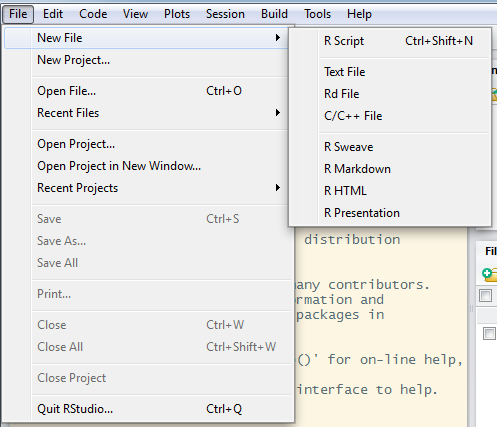 File Edit Code View Plots Session Build Tools Help
New File
New Project...
Open File... Ctrl+O
Recent Files
Open Project...
Open Project in New Window...
Recent Projects
Save Ctrl+S
Save As...
Save All
Print...
Close Ctrl+W
Close All Ctrl+Shift+W
Close Project
Quit RStudio... Ctrl+Q
R Script Ctrl+Shift+N
Text File
Rd File
C/C++ File
R Sweave
R Markdown
R HTML
R Presentation
distribution
any contributors.
ormation and
packages in
)' for on-line help,
interface to help.
Fil